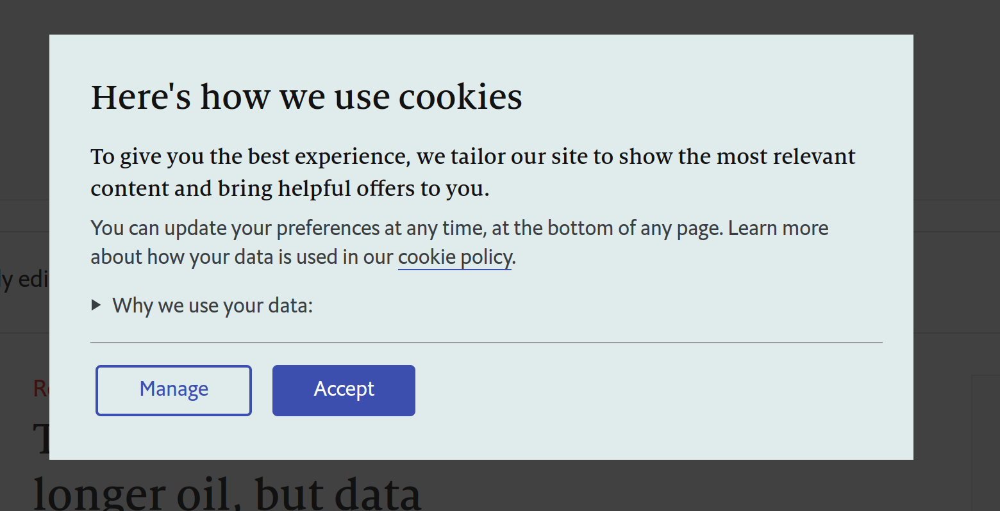 Here's how we use cookies
To give you the best experience, we tailor our site to show the most relevant
content and bring helpful offers to you.
You can update your preferences at any time, at the bottom of any page. Learn more
about how your data is used in our cookie policy.
Why we use your data:
Manage
Accept
longer oil, but data